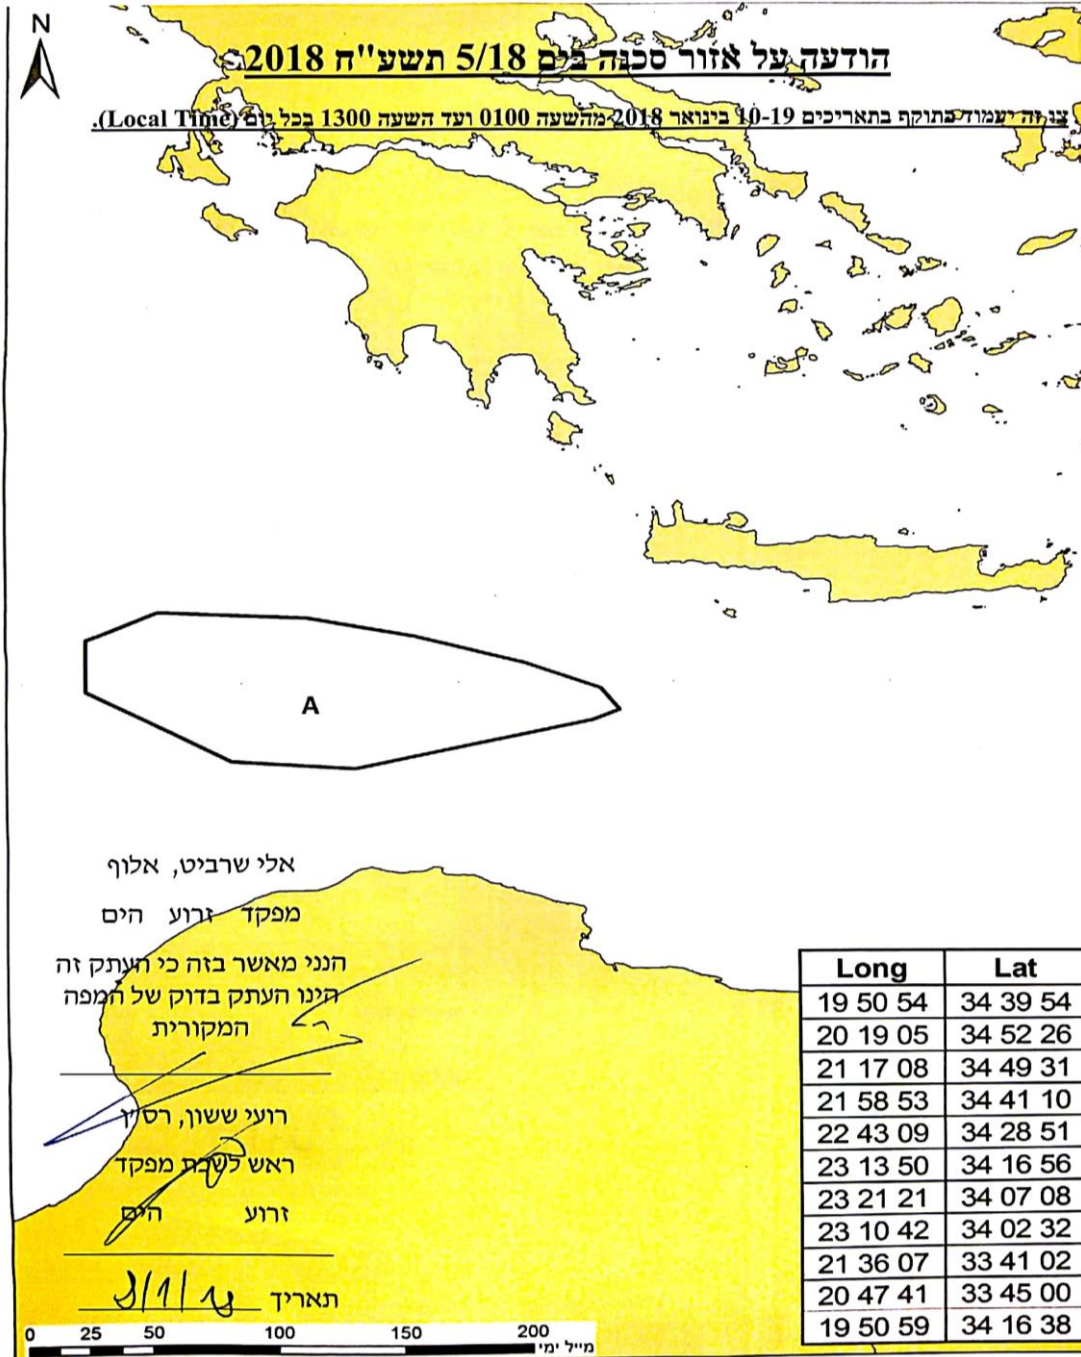 N
הודעה על אזור סכנה בים 5/18 תשע"ח 2018.
צו זה יעמוד בתוקף בתאריכים 10-19 בינואר 2018 מהשעה 0100 ועד השעה 1300 בכל יום (Local Time).
A
אלי שרביט, אלוף
מפקד זרוע הים
הנני מאשר בזה כי העתק זה
הינו העתק בדוק של המפה
המקורית
רועי ששון, רס"ן
ראש לשכת מפקד
זרוע הים
תאריך
Long Lat
19 50 54 34 39 54
20 19 05 34 52 26
21 17 08 34 49 31
21 58 53 34 41 10
22 43 09 34 28 51
23 13 50 34 16 56
23 21 21 34 07 08
23 10 42 34 02 32
21 36 07 33 41 02
20 47 41 33 45 00
19 50 59 34 16 38
0 25 50 100 150 200
מייל ימי